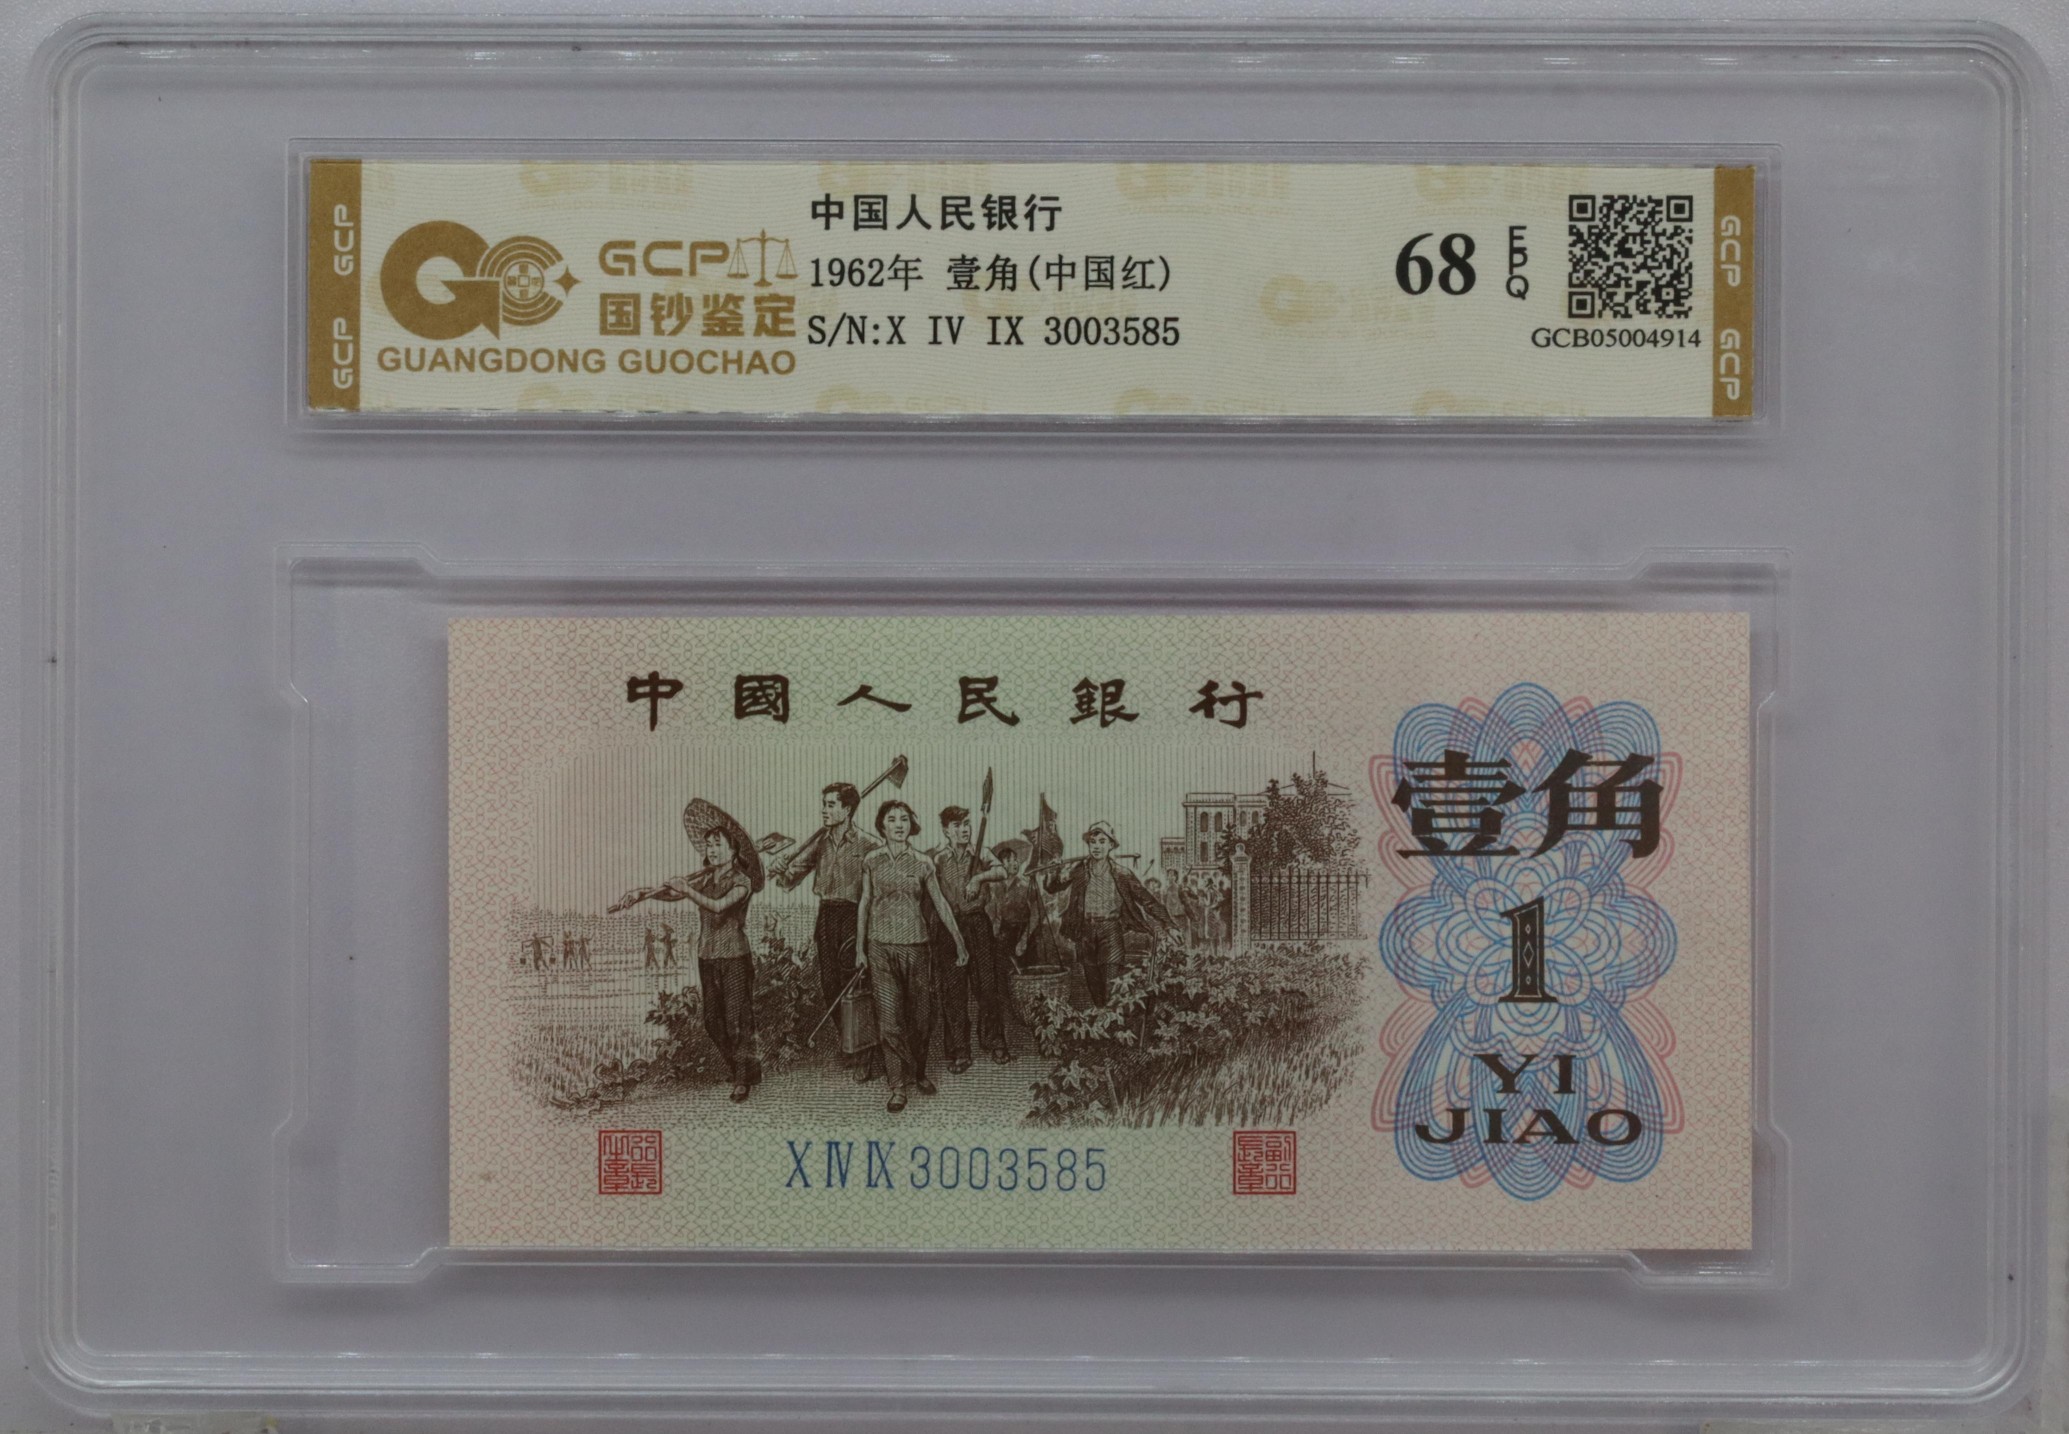 GCP GCP
GCP
国钞鉴定
GUANGDONG GUOCHAO
中国人民银行
1962年 壹角(中国红)
S/N:X IV IX 3003585
68 EPQ
GCB05004914
GCP GCP
中國人民銀行
壹角
1
YI
JIAO
X IV IX 3003585